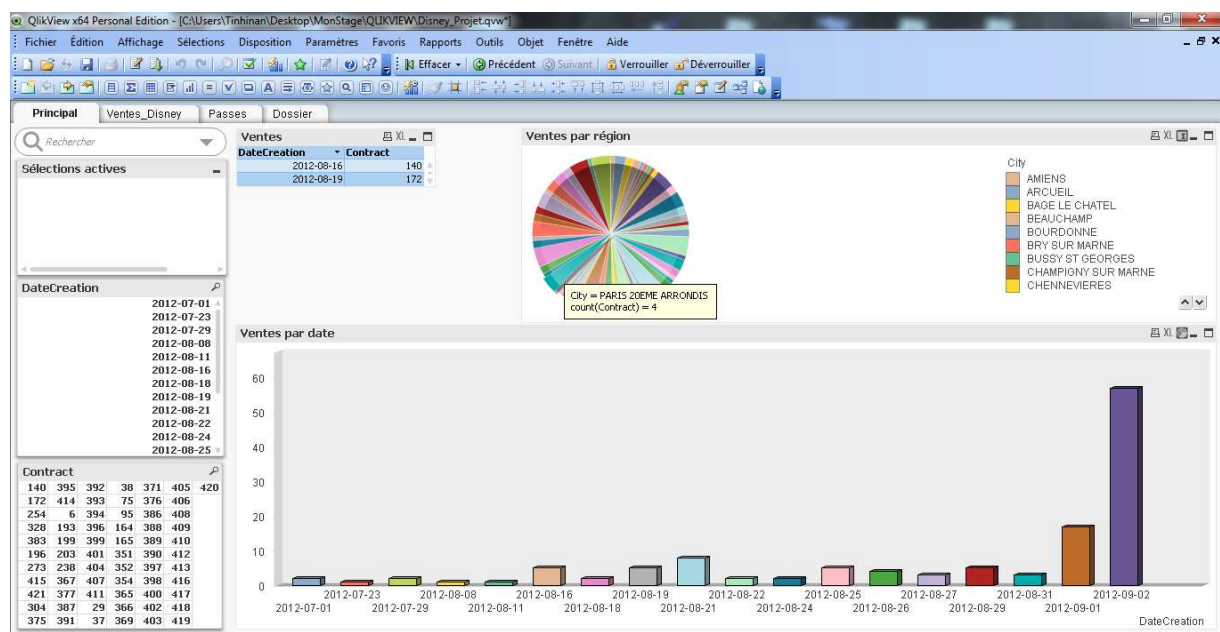 QlikView x64 Personal Edition - [C:\Users\Tinhinan\Desktop\MonStage\QLIKVIEW\Disney_Projet.qvw*]
Fichier Édition Affichage Sélections Disposition Paramètres Favoris Rapports Outils Objet Fenêtre Aide
Effacer Précédent Suivant Verrouiller Déverrouiller
Principal Ventes_Disney Passes Dossier
Rechercher
Sélections actives
DateCreation
2012-07-01
2012-07-23
2012-07-29
2012-08-08
2012-08-11
2012-08-16
2012-08-18
2012-08-19
2012-08-21
2012-08-22
2012-08-24
2012-08-25
Contract
140 395 392 38 371 405 420
172 414 393 75 376 406
254 6 394 95 386 408
328 193 396 164 388 409
383 199 399 165 389 410
196 203 401 351 390 412
273 238 404 352 397 413
415 367 407 354 398 416
421 377 411 365 400 417
304 387 29 366 402 418
375 391 37 369 403 419
Ventes XL
DateCreation Contract
2012-08-16 140
2012-08-19 172
Ventes par région XL
City = PARIS 20EME ARRONDIS
count(Contract) = 4
City
AMIENS
ARCUEIL
BAGE LE CHATEL
BEAUCHAMP
BOURDONNE
BRY SUR MARNE
BUSSY ST GEORGES
CHAMPIGNY SUR MARNE
CHENNEVIERES
Ventes par date XL
60
50
40
30
20
10
0
2012-07-23 2012-08-08 2012-08-16 2012-08-19 2012-08-22 2012-08-25 2012-08-27 2012-08-31 2012-09-02
2012-07-01 2012-07-29 2012-08-11 2012-08-18 2012-08-21 2012-08-24 2012-08-26 2012-08-29 2012-09-01
DateCreation